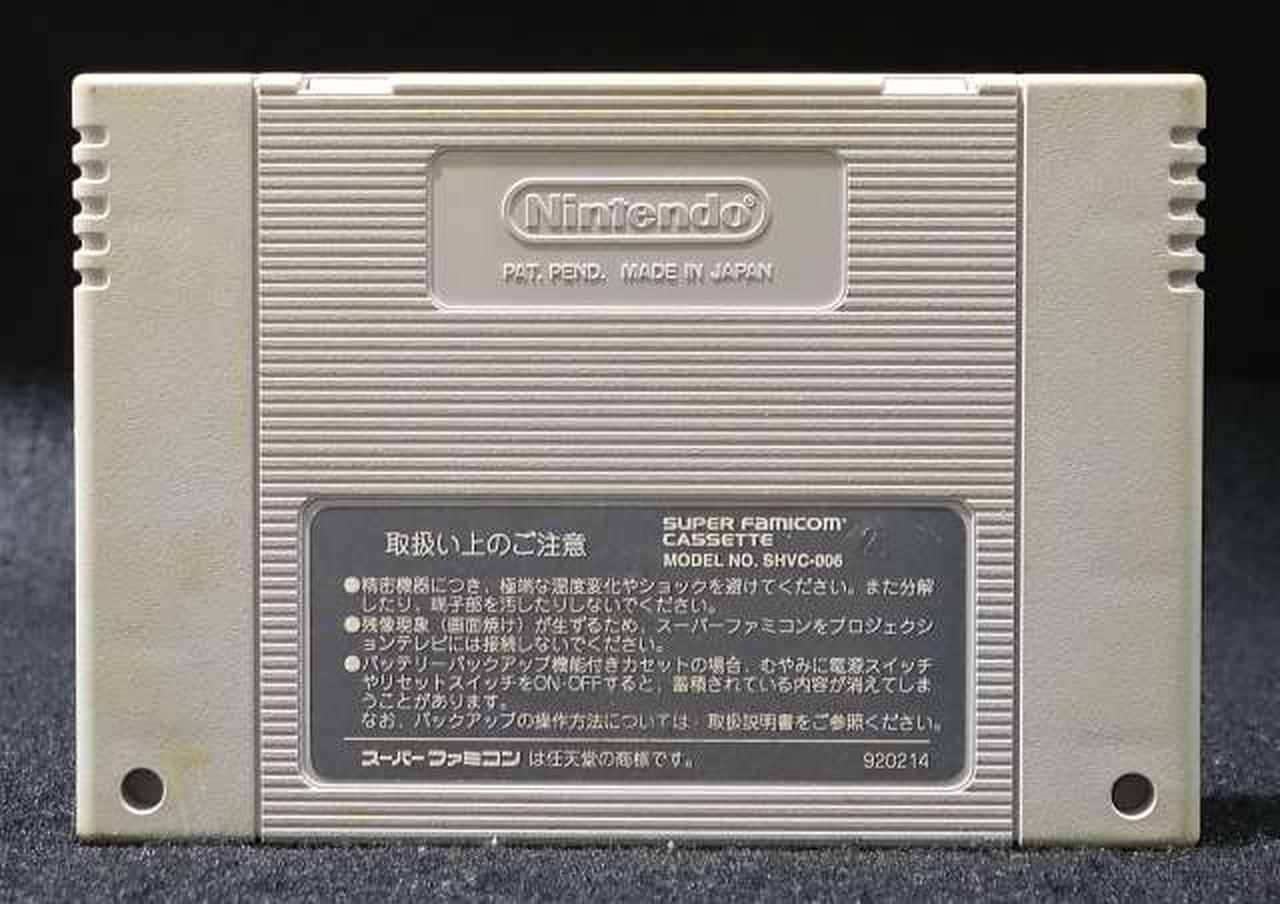 Nintendo®
PAT. PEND. MADE IN JAPAN
取扱い上のご注意
SUPER FAMICOM
CASSETTE
MODEL NO. SHVC-006
●精密機器につき、極端な温度変化やショックを避けてください。また分解
したり、端子部を汚したりしないでください。
●残像現象（画面焼け）が生ずるため、スーパーファミコンをプロジェクシ
ョンテレビには接続しないでください。
●バッテリーバックアップ機能付きカセットの場合、むやみに電源スイッチ
やリセットスイッチをON・OFFすると、蓄積されている内容が消えてしま
うことがあります。
なお、バックアップの操作方法については、取扱説明書をご参照ください。
スーパーファミコンは任天堂の商標です。
920214